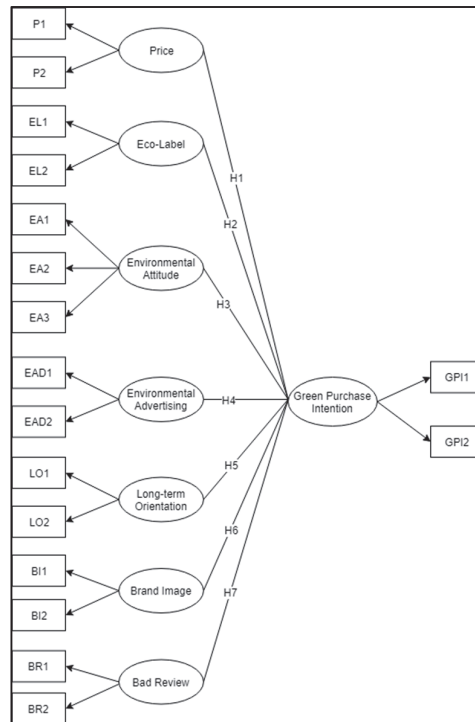 P1
P2
Price
EL1
EL2
Eco-Label
EA1
EA2
EA3
Environmental
Attitude
EAD1
EAD2
Environmental
Advertising
LO1
LO2
Long-term
Orientation
BI1
BI2
Brand Image
BR1
BR2
Bad Review
H1
H2
H3
H4
H5
H6
H7
Green Purchase
Intention
GPI1
GPI2